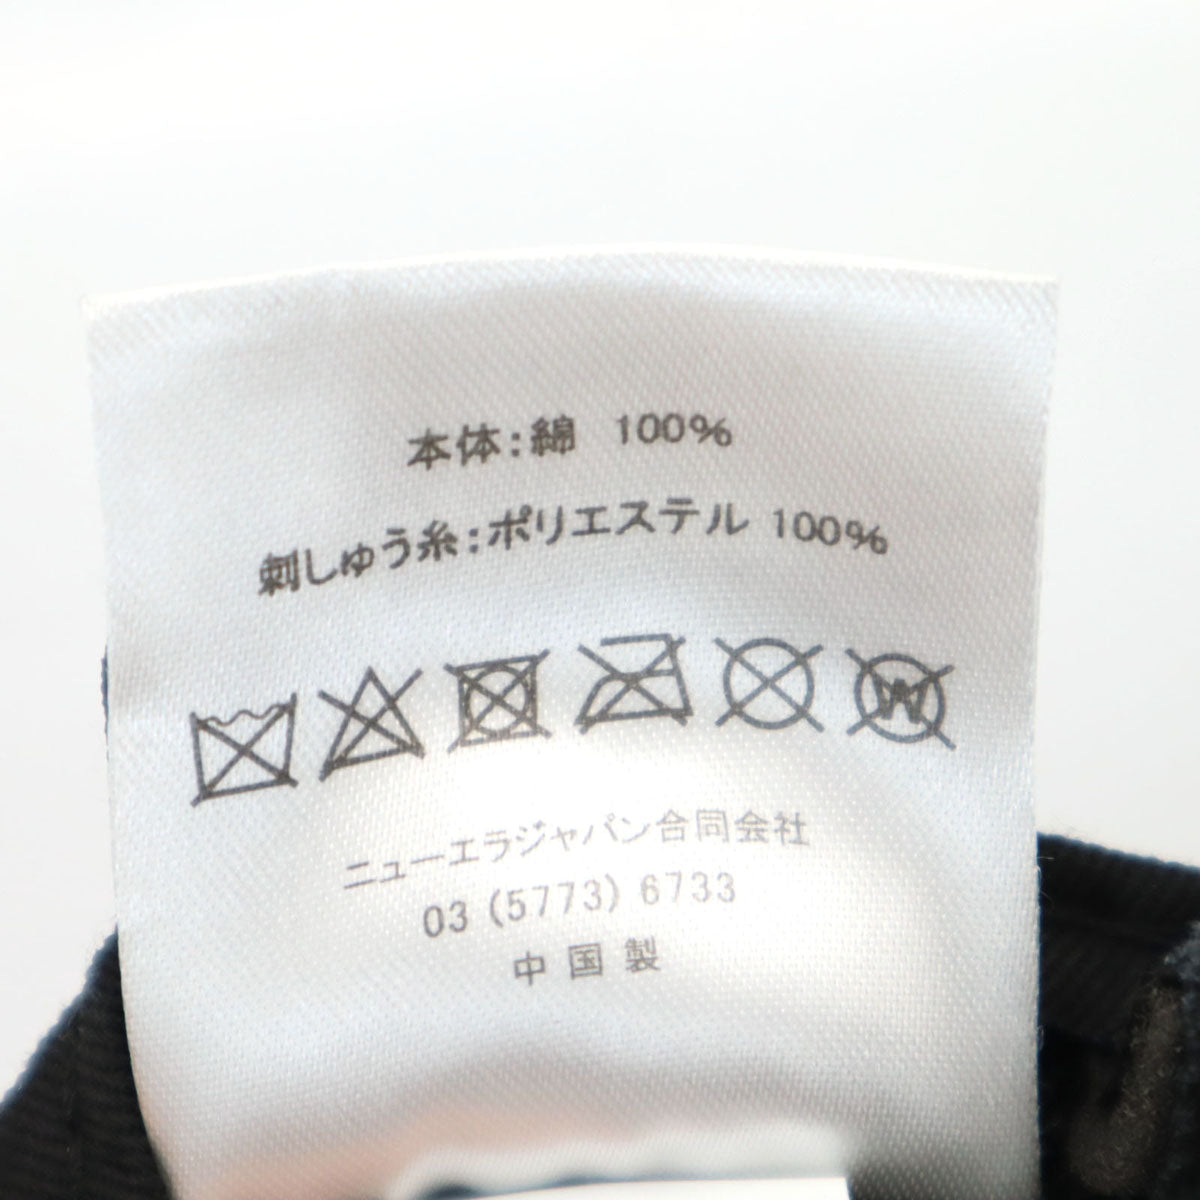 本体:綿 100%
刺しゅう糸:ポリエステル 100%
W
ニューエラジャパン合同会社
03 (5773) 6733
中国製